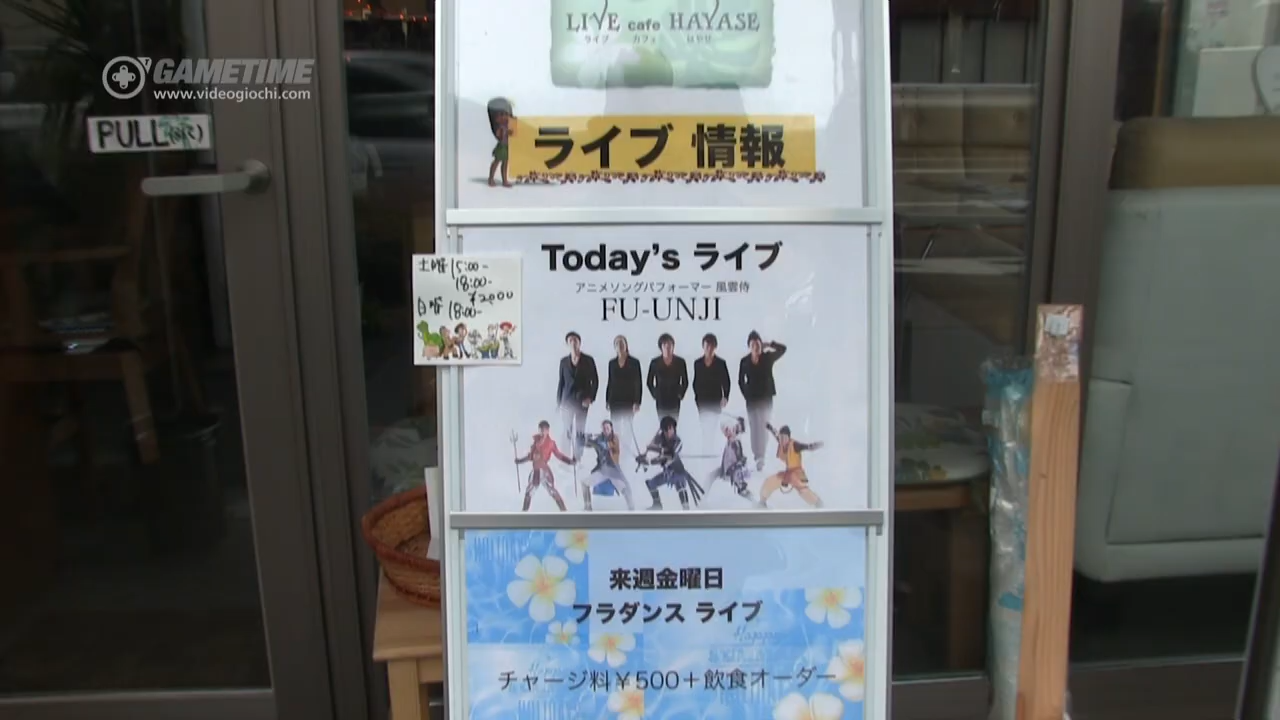 GAMETIME
www.videogiochi.com
PULL
LIVE cafe HAYASE
ライブ カフェ はやせ
ライブ 情報
Today's ライブ
アニメソングパフォーマー 風雲侍
FU-UNJI
土曜 15:00-
18:00-
¥2000
日曜 18:00-
来週金曜日
フラダンス ライブ
チャージ料¥500+飲食オーダー